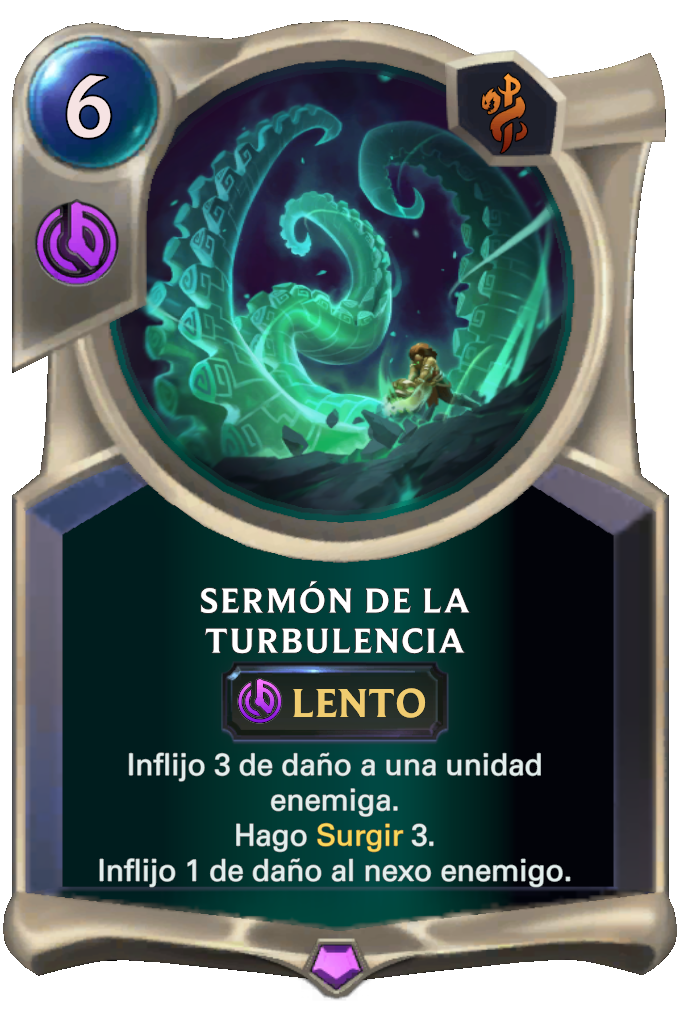 6
SERMÓN DE LA
TURBULENCIA
LENTO
Inflijo 3 de daño a una unidad
enemiga.
Hago Surgir 3.
Inflijo 1 de daño al nexo enemigo.